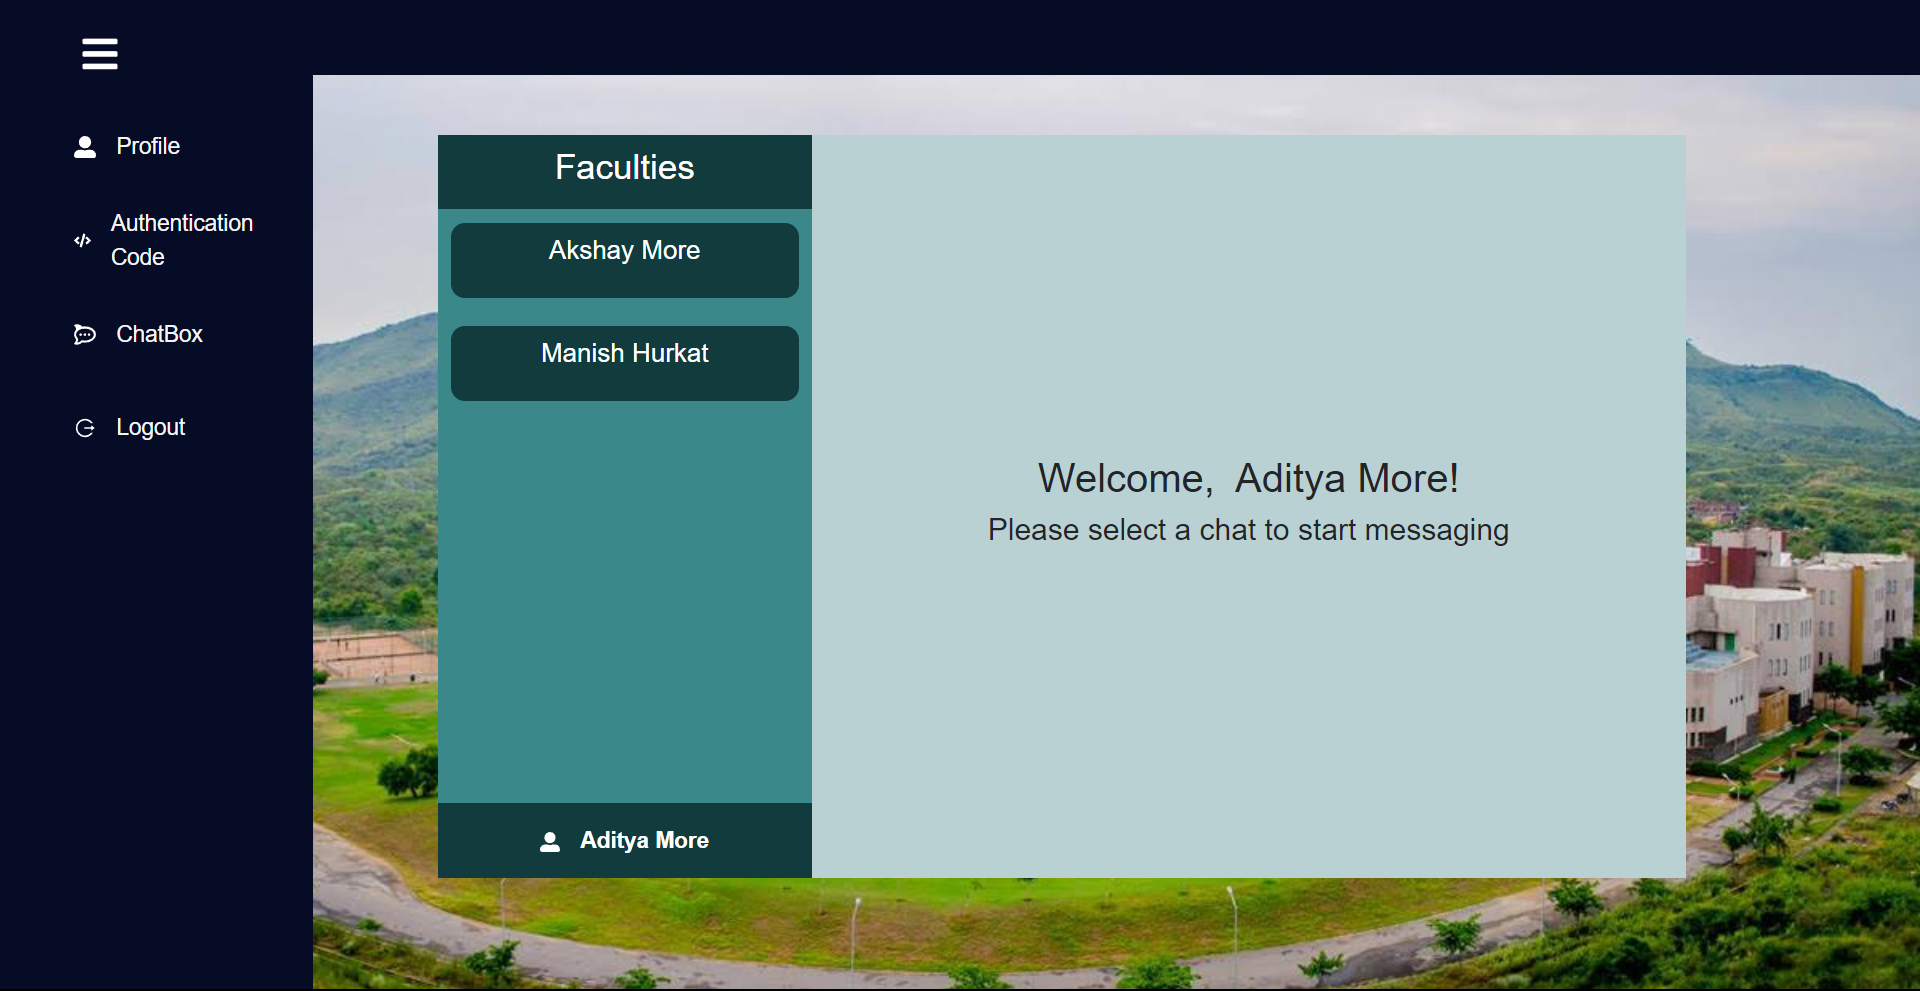 Profile
Authentication
Code
ChatBox
Logout
Faculties
Akshay More
Manish Hurkat
Aditya More
Welcome, Aditya More!
Please select a chat to start messaging